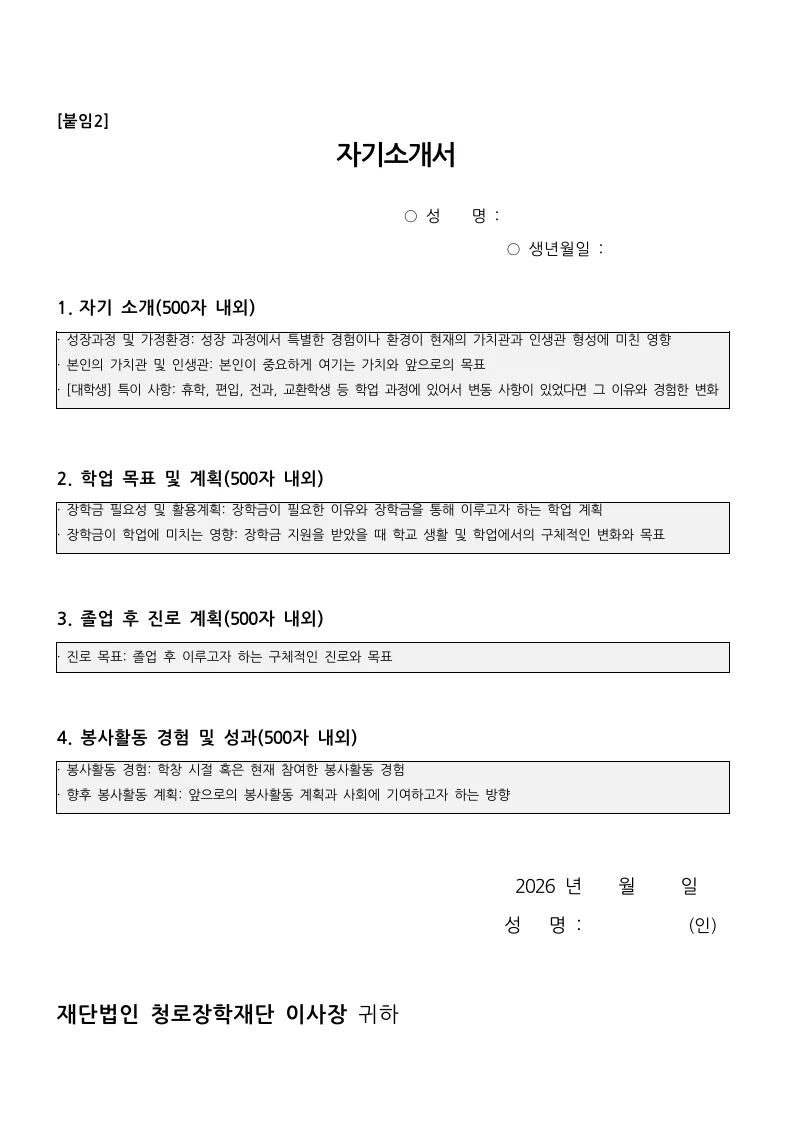 [붙임2]
자기소개서
○ 성 명 :
○ 생년월일 :
1. 자기 소개(500자 내외)
· 성장과정 및 가정환경: 성장 과정에서 특별한 경험이나 환경이 현재의 가치관과 인생관 형성에 미친 영향
· 본인의 가치관 및 인생관: 본인이 중요하게 여기는 가치와 앞으로의 목표
· [대학생] 특이 사항: 휴학, 편입, 전과, 교환학생 등 학업 과정에 있어서 변동 사항이 있었다면 그 이유와 경험한 변화
2. 학업 목표 및 계획(500자 내외)
· 장학금 필요성 및 활용계획: 장학금이 필요한 이유와 장학금을 통해 이루고자 하는 학업 계획
· 장학금이 학업에 미치는 영향: 장학금 지원을 받았을 때 학교 생활 및 학업에서의 구체적인 변화와 목표
3. 졸업 후 진로 계획(500자 내외)
· 진로 목표: 졸업 후 이루고자 하는 구체적인 진로와 목표
4. 봉사활동 경험 및 성과(500자 내외)
· 봉사활동 경험: 학창 시절 혹은 현재 참여한 봉사활동 경험
· 향후 봉사활동 계획: 앞으로의 봉사활동 계획과 사회에 기여하고자 하는 방향
2026 년 월 일
성 명 : (인)
재단법인 청로장학재단 이사장 귀하